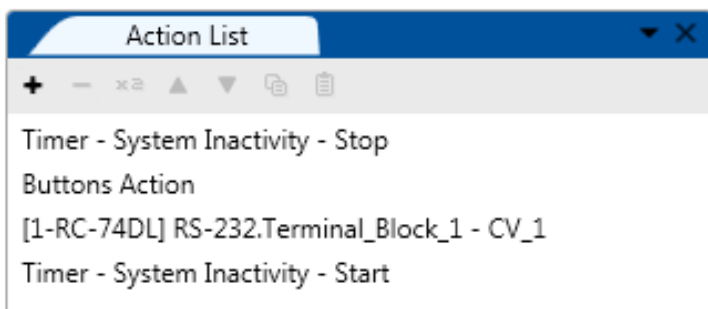 Action List
Timer - System Inactivity - Stop
Buttons Action
[1-RC-74DL] RS-232.Terminal_Block_1 - CV_1
Timer - System Inactivity - Start